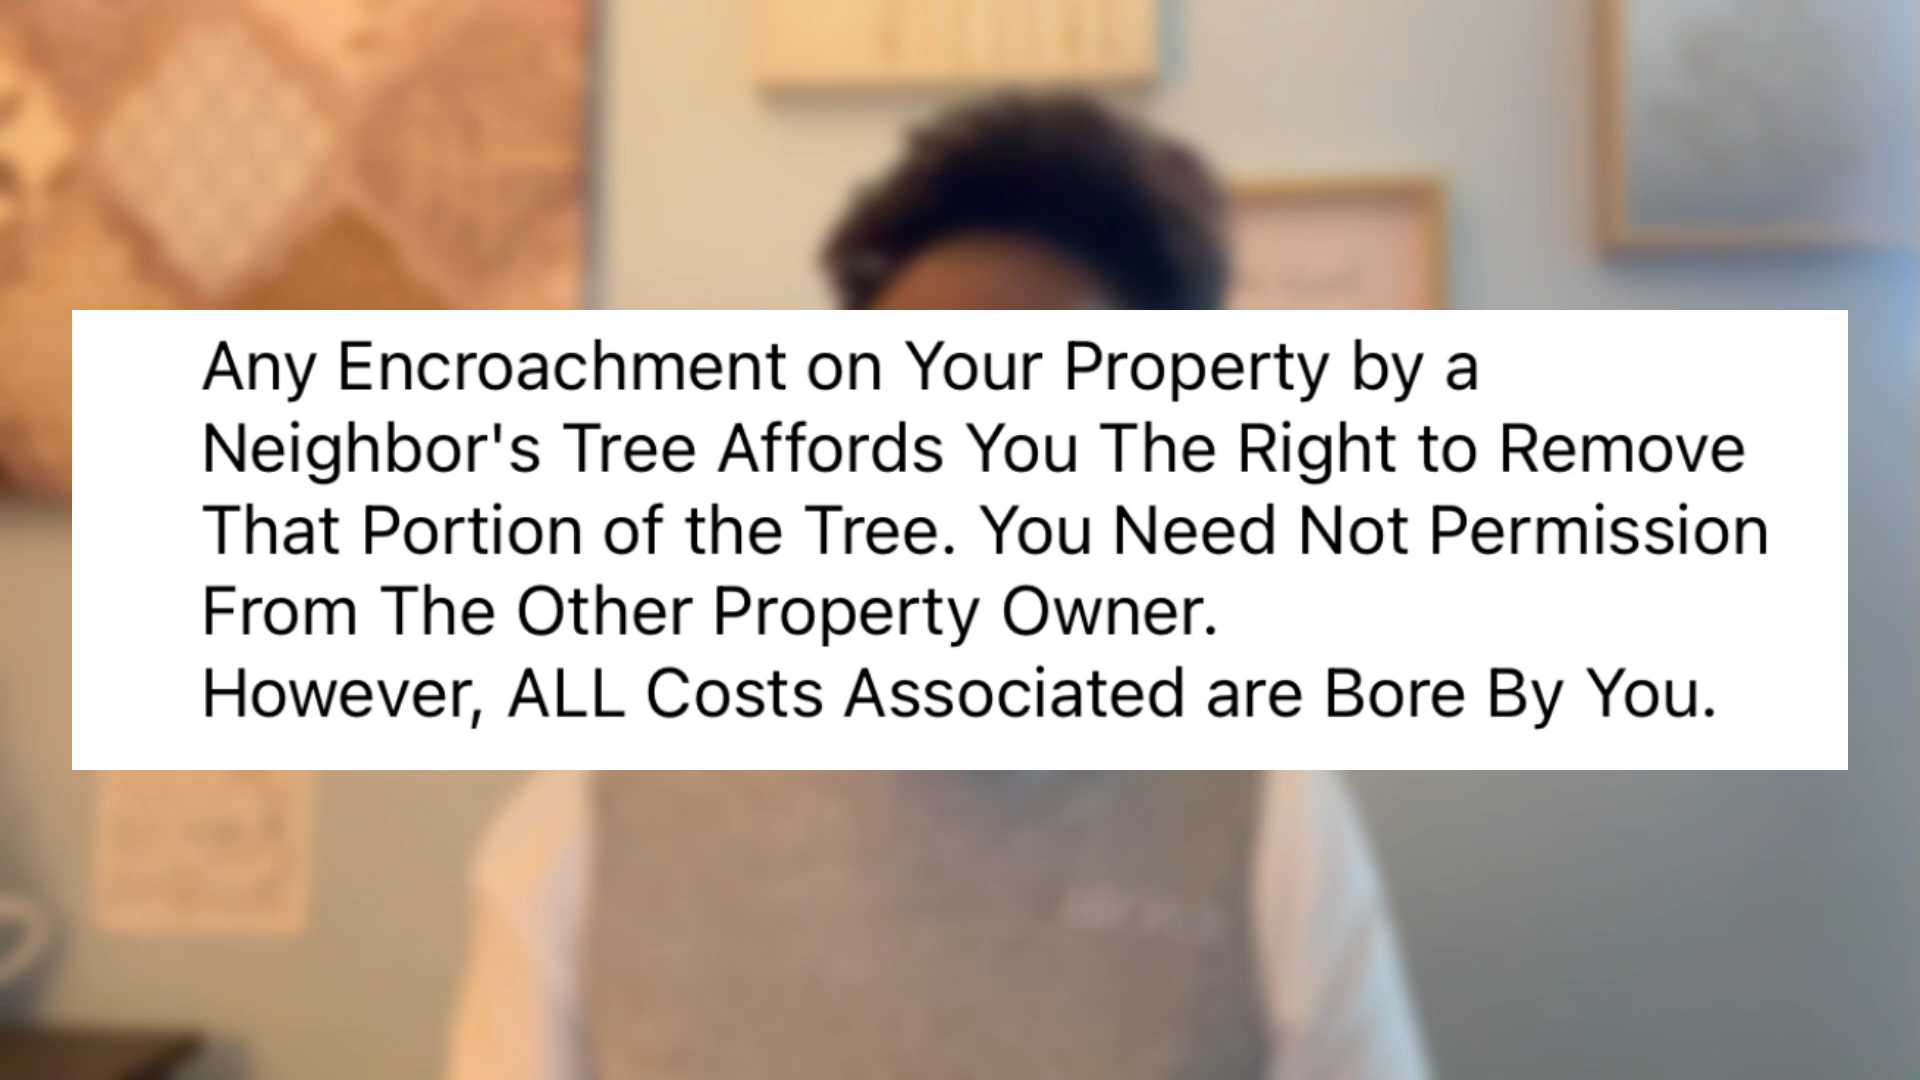 Any Encroachment on Your Property by a
Neighbor's Tree Affords You The Right to Remove
That Portion of the Tree. You Need Not Permission
From The Other Property Owner.
However, ALL Costs Associated are Bore By You.